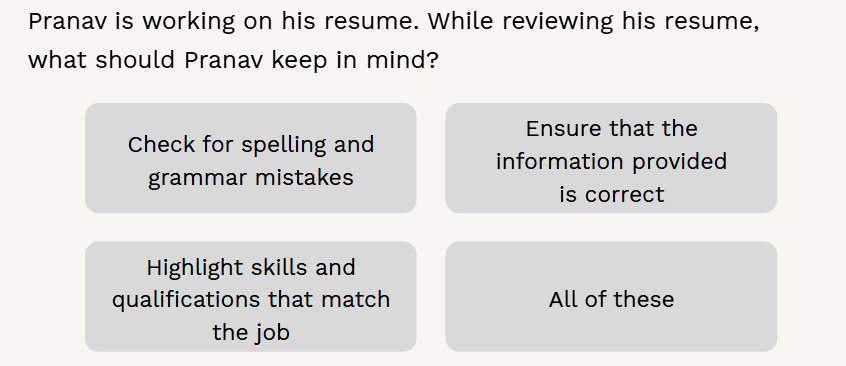 Pranav is working on his resume. While reviewing his resume,
what should Pranav keep in mind?
Check for spelling and
grammar mistakes
Ensure that the
information provided
is correct
Highlight skills and
qualifications that match
the job
All of these